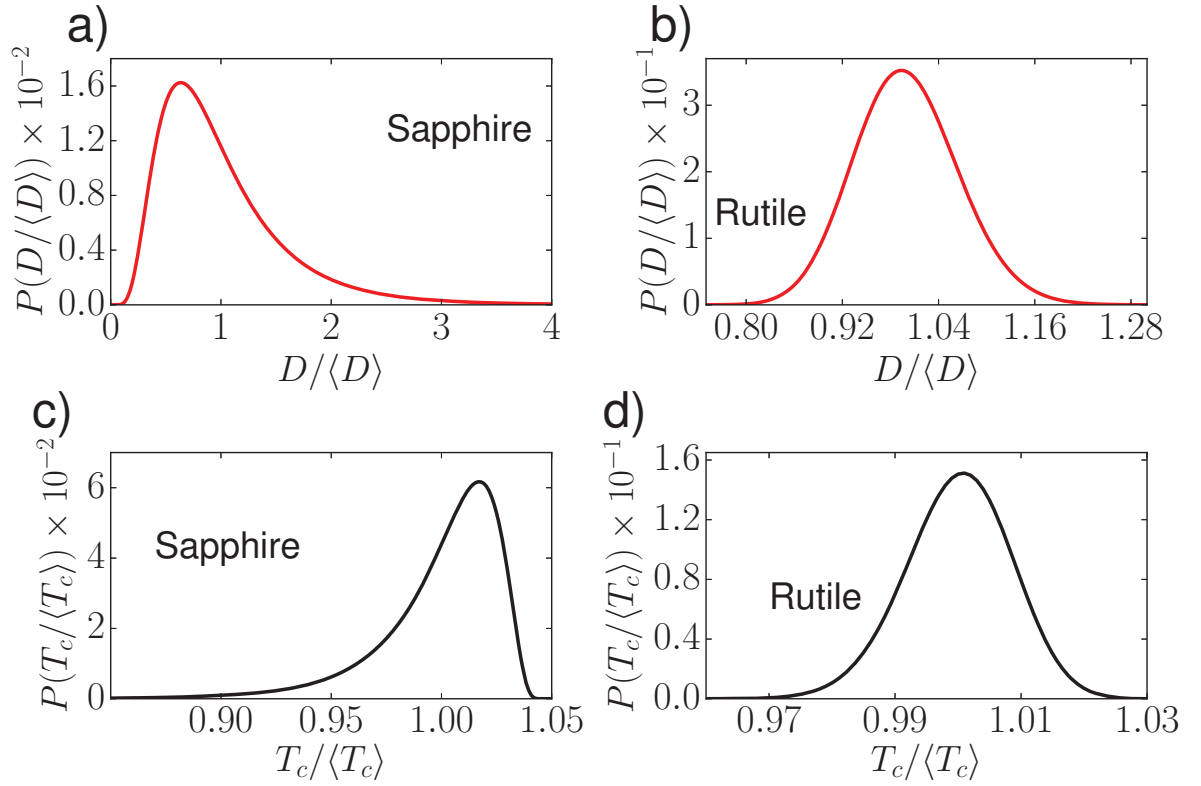 a)
P(D/⟨D⟩) × 10⁻²
1.6
1.2
0.8
0.4
0.0
Sapphire
0 1 2 3 4
D/⟨D⟩
b)
P(D/⟨D⟩) × 10⁻¹
3
2
1
0
Rutile
0.80 0.92 1.04 1.16 1.28
D/⟨D⟩
c)
P(T_c/⟨T_c⟩) × 10⁻²
6
4
2
0
Sapphire
0.90 0.95 1.00 1.05
T_c/⟨T_c⟩
d)
P(T_c/⟨T_c⟩) × 10⁻¹
1.6
1.2
0.8
0.4
0.0
Rutile
0.97 0.99 1.01 1.03
T_c/⟨T_c⟩